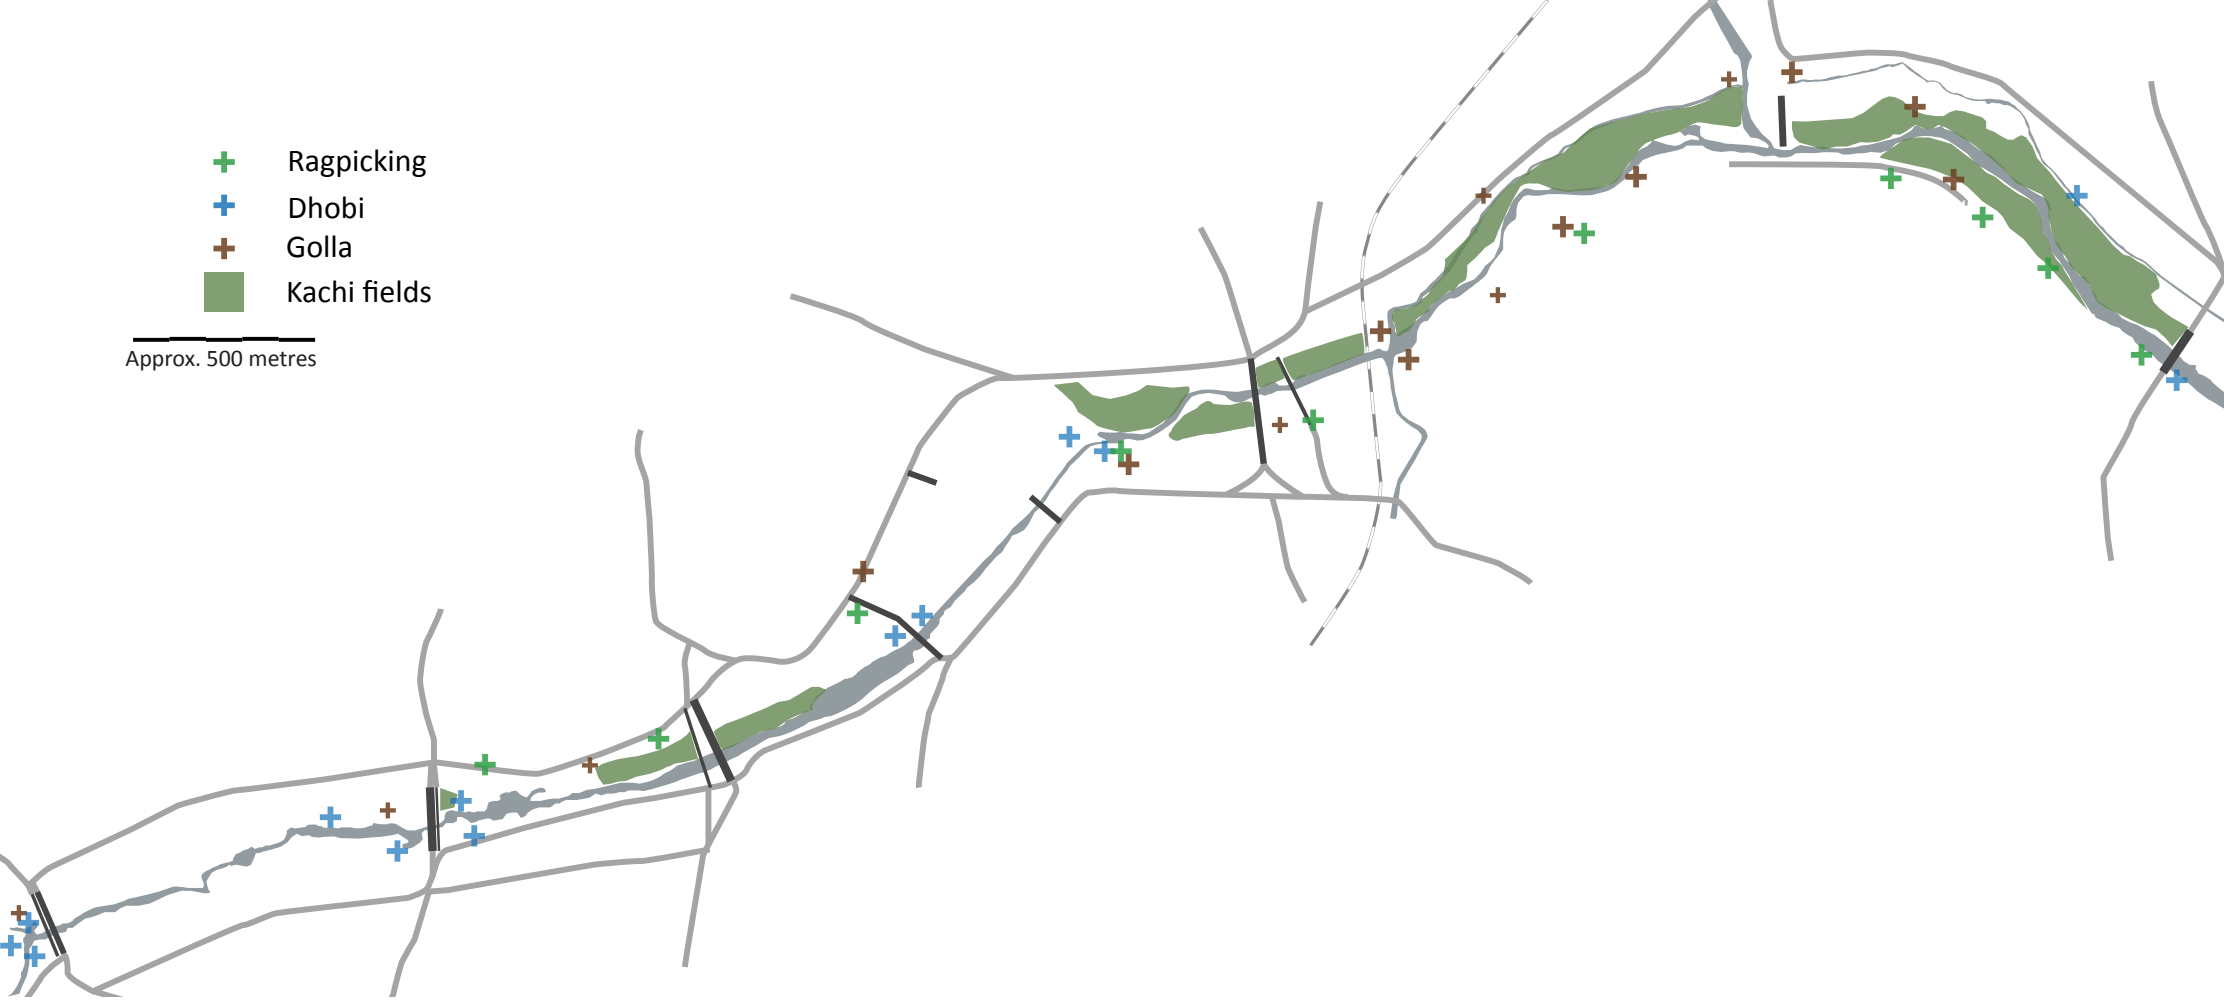 Ragpicking
Dhobi
Golla
Kachi fields
Approx. 500 metres